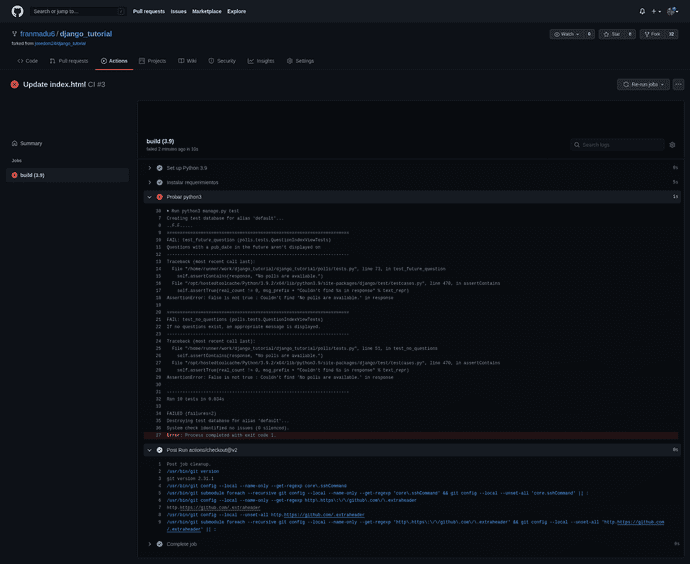 Search or jump to...
/
Pull requests
Issues
Marketplace
Explore
franmadu6 / django_tutorial
Watch 0
Star 0
Fork 32
Code
Pull requests
Actions
Projects
Wiki
Security
Insights
Settings
Update index.html CI #3
Re-run jobs
Summary
Jobs
build (3.9)
build (3.9)
failed 2 minutes ago in 10s
Search logs
Set up Python 3.9
Instalar requerimientos
Probar python3
1s
Run python3 manage.py test
7 Creating test database for alias 'default'...
9 ======================================================================
10 FAIL: test_future_question (polls.tests.QuestionIndexViewTests)
11 Questions with a pub_date in the future aren't displayed on
12 ----------------------------------------------------------------------
13 Traceback (most recent call last):
14 File "/home/runner/work/django_tutorial/django_tutorial/polls/tests.py", line 73, in test_future_question
15 self.assertContains(response, "No polls are available.")
16 File "/opt/hostedtoolcache/Python/3.9.2/x64/lib/python3.9/site-packages/django/test/testcases.py", line 470, in assertContains
17 self.assertTrue(real_count != 0, msg_prefix + "Couldn't find %s in response" % text_repr)
18 AssertionError: False is not true : Couldn't find 'No polls are available.' in response
19
20 ======================================================================
21 FAIL: test_no_questions (polls.tests.QuestionIndexViewTests)
22 If no questions exist, an appropriate message is displayed.
23 ----------------------------------------------------------------------
24 Traceback (most recent call last):
25 File "/home/runner/work/django_tutorial/django_tutorial/polls/tests.py", line 51, in test_no_questions
26 self.assertContains(response, "No polls are available.")
27 File "/opt/hostedtoolcache/Python/3.9.2/x64/lib/python3.9/site-packages/django/test/testcases.py", line 470, in assertContains
28 self.assertTrue(real_count != 0, msg_prefix + "Couldn't find %s in response" % text_repr)
29 AssertionError: False is not true : Couldn't find 'No polls are available.' in response
30
31 ----------------------------------------------------------------------
32 Ran 10 tests in 0.034s
33
34 FAILED (failures=2)
35 Destroying test database for alias 'default'...
36 System check identified no issues (0 silenced).
37 Error: Process completed with exit code 1.
Post Run actions/checkout@v2
0s
1 Post job cleanup.
2 /usr/bin/git version
3 git version 2.31.1
4 /usr/bin/git config --local --name-only --get-regexp core\.sshCommand
5 /usr/bin/git submodule foreach --recursive git config --local --name-only --get-regexp 'core\.sshCommand' && git config --local --unset-all 'core.sshCommand' || :
6 /usr/bin/git config --local --name-only --get-regexp http\.https\:\/\/github\.com\/\.extraheader
7 http.https://github.com/.extraheader
8 /usr/bin/git config --local --unset-all http.https://github.com/.extraheader
9 /usr/bin/git submodule foreach --recursive git config --local --name-only --get-regexp 'http\.https\:\/\/github\.com\/\.extraheader' && git config --local --unset-all 'http.https://github.com
/.extraheader' || :
Complete job